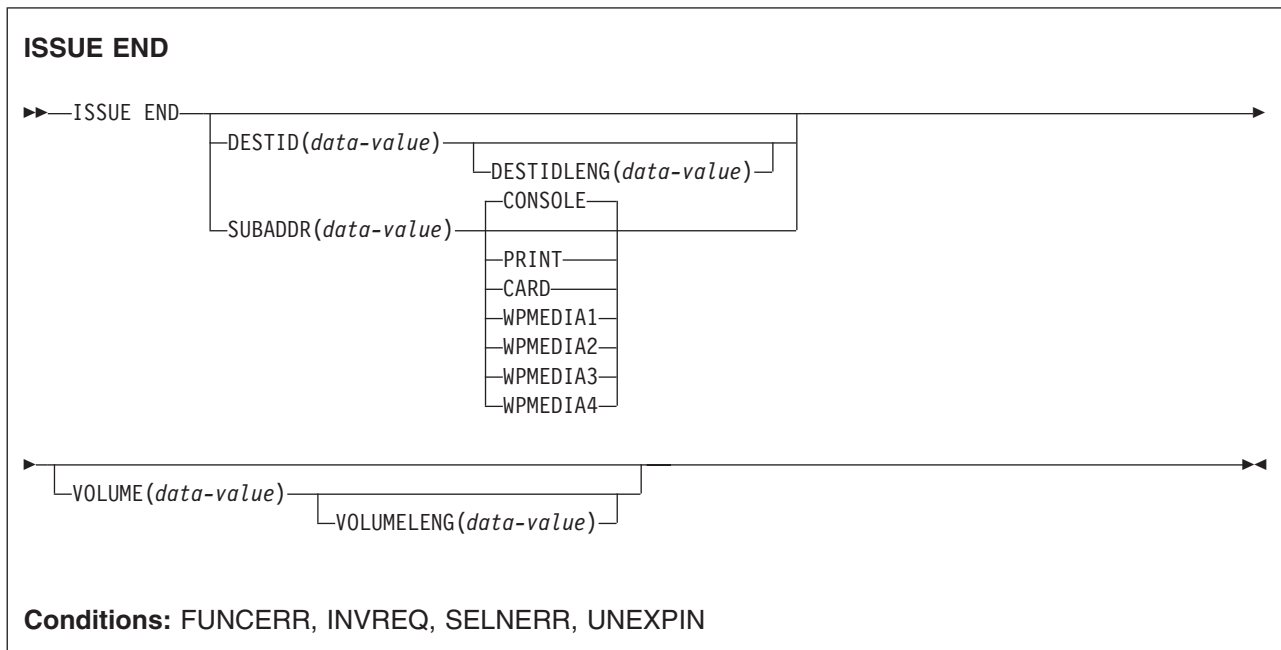 ISSUE END
ISSUE END
DESTID(data-value)
DESTIDLENG(data-value)
CONSOLE
SUBADDR(data-value)
PRINT
CARD
WPMEDIA1
WPMEDIA2
WPMEDIA3
WPMEDIA4
VOLUME(data-value)
VOLUMELENG(data-value)
Conditions: FUNCERR, INVREQ, SELNERR, UNEXPIN